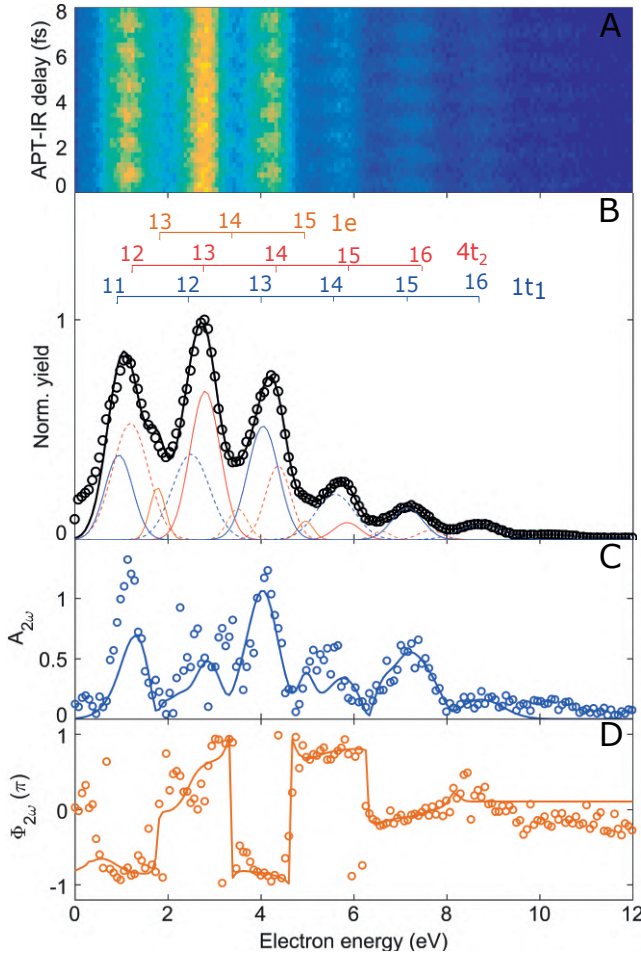 A
8
6
4
2
0
APT-IR delay (fs)
B
13 14 15 1e
12 13 14 15 16 4t2
11 12 13 14 15 16 1t1
1
0
Norm. yield
C
1
0.5
0
A2ω
D
1
0
-1
Φ2ω (π)
0 2 4 6 8 10 12
Electron energy (eV)